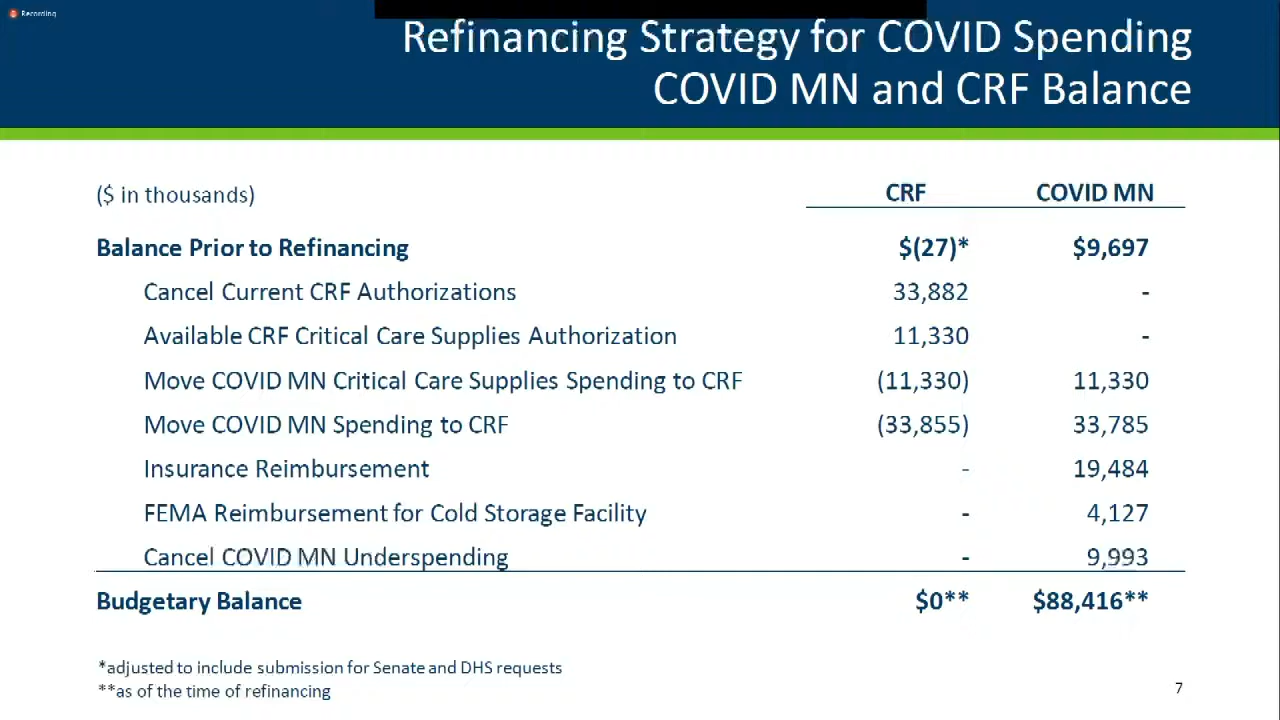 Recording
Refinancing Strategy for COVID Spending
COVID MN and CRF Balance
($ in thousands) CRF COVID MN
Balance Prior to Refinancing $(27)* $9,697
Cancel Current CRF Authorizations 33,882 -
Available CRF Critical Care Supplies Authorization 11,330 -
Move COVID MN Critical Care Supplies Spending to CRF (11,330) 11,330
Move COVID MN Spending to CRF (33,855) 33,785
Insurance Reimbursement - 19,484
FEMA Reimbursement for Cold Storage Facility - 4,127
Cancel COVID MN Underspending - 9,993
Budgetary Balance $0** $88,416**
*adjusted to include submission for Senate and DHS requests
**as of the time of refinancing
7